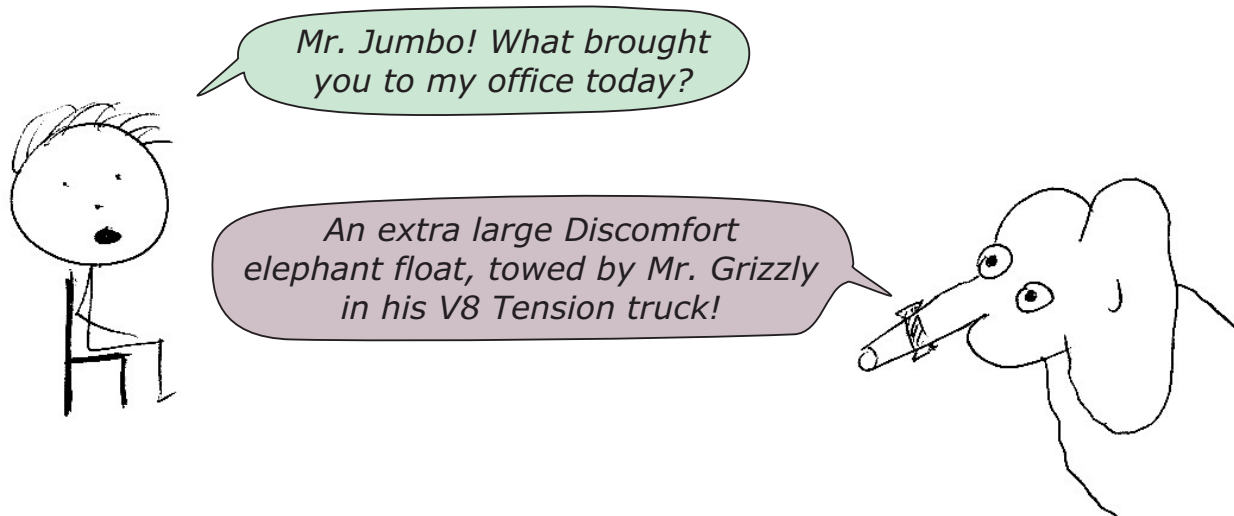 Mr. Jumbo! What brought
you to my office today?
An extra large Discomfort
elephant float, towed by Mr. Grizzly
in his V8 Tension truck!